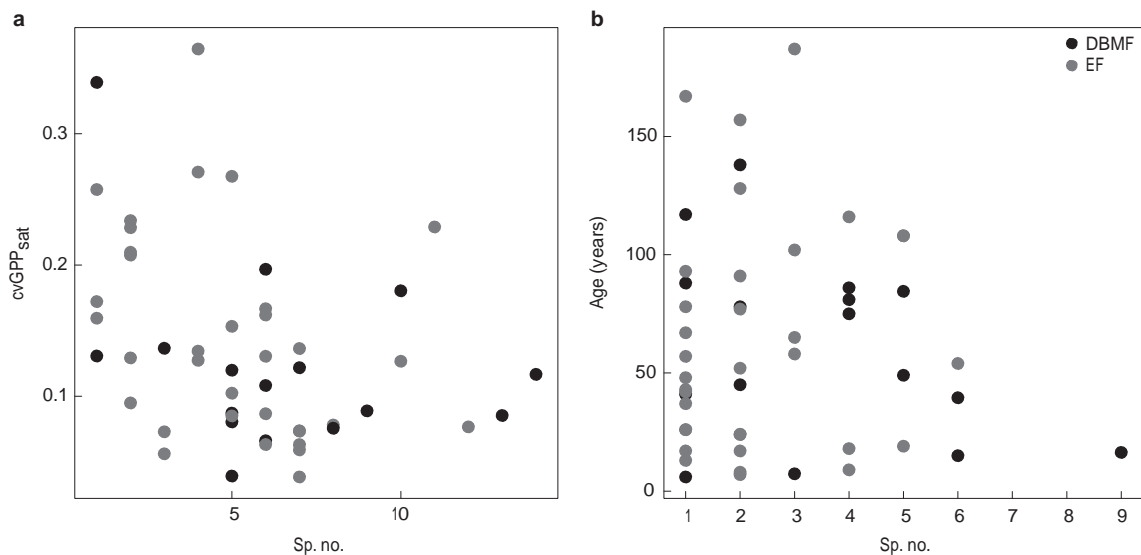 a
0.3
0.2
0.1
cvGPPsat
5
10
Sp. no.
b
DBMF
EF
150
100
50
0
Age (years)
1 2 3 4 5 6 7 8 9
Sp. no.